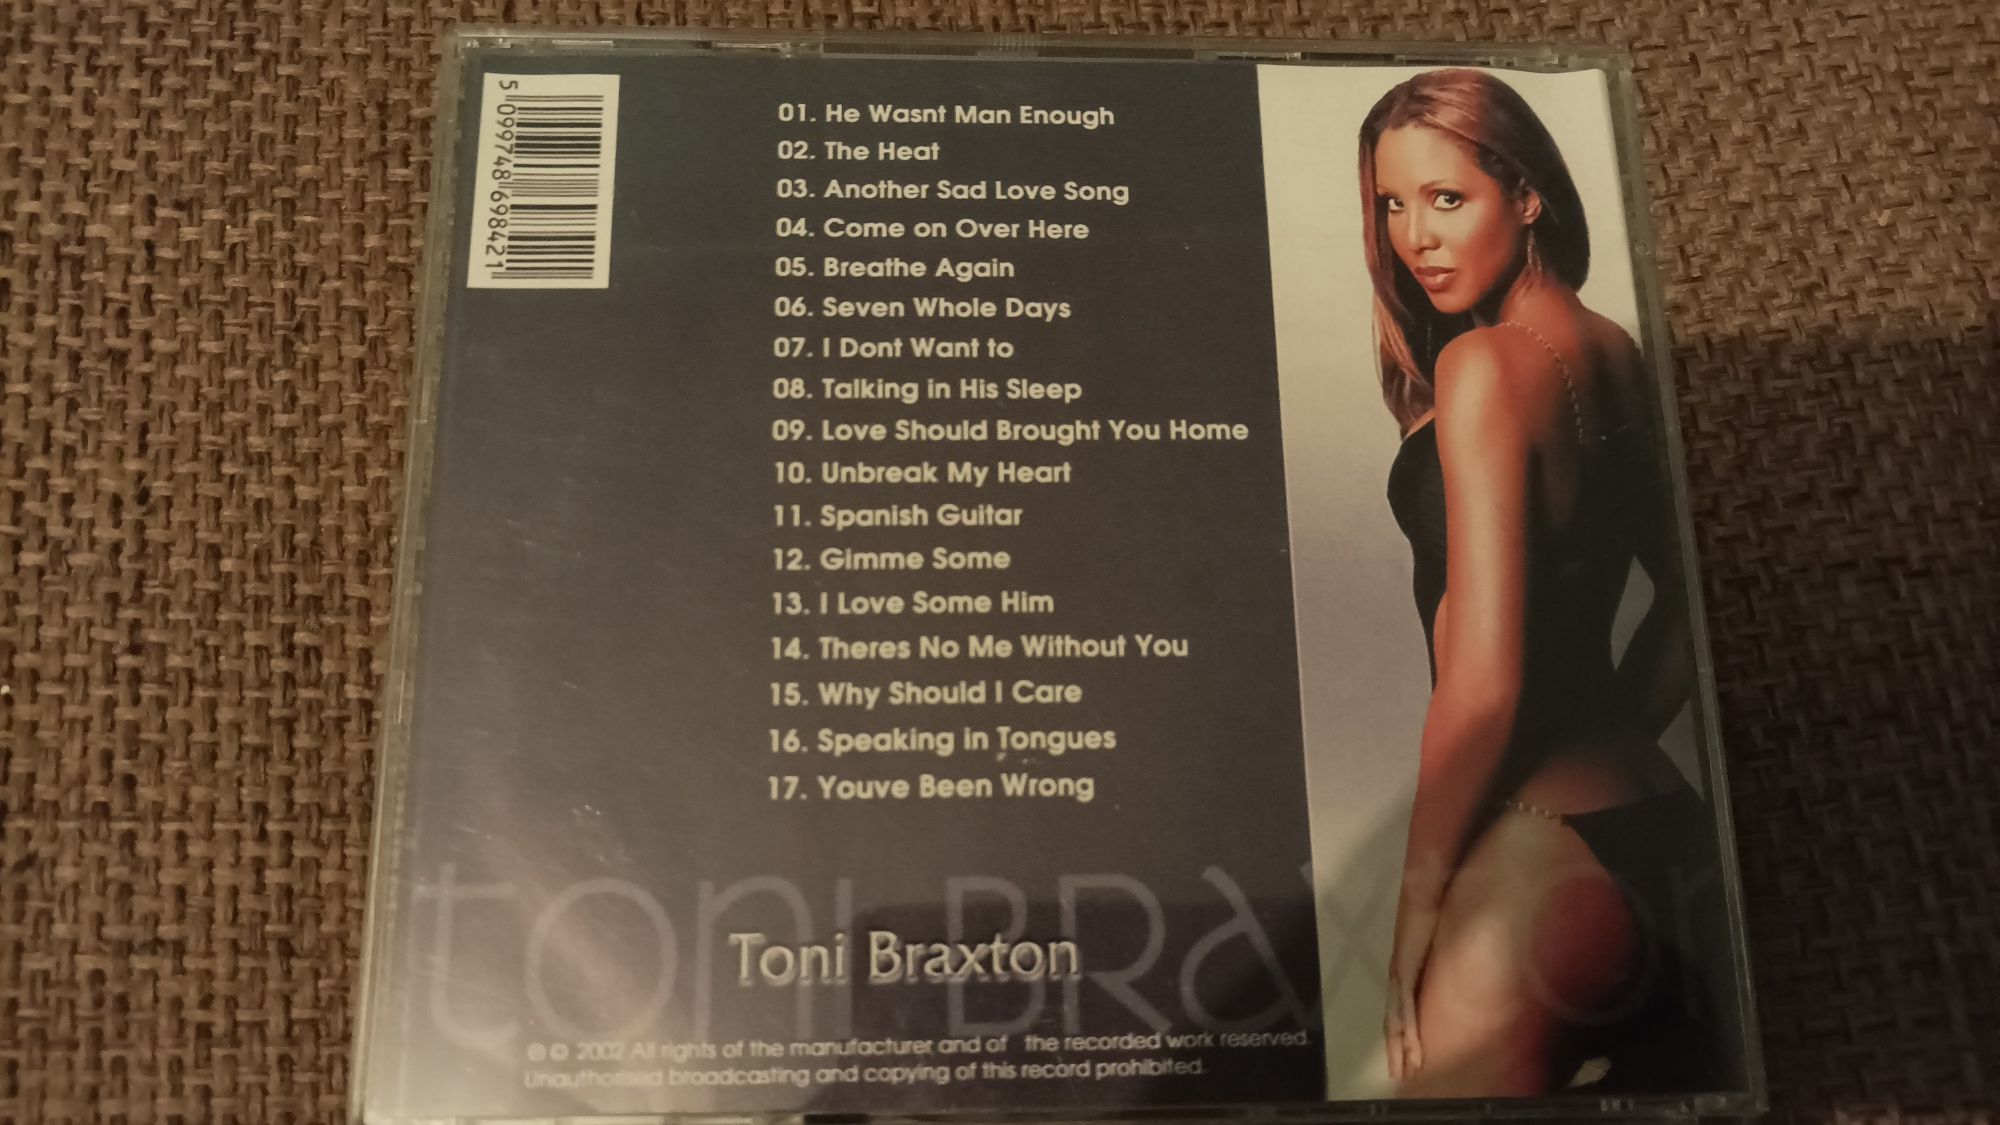 5 099748 698421
01. He Wasnt Man Enough
02. The Heat
03. Another Sad Love Song
04. Come on Over Here
05. Breathe Again
06. Seven Whole Days
07. I Dont Want to
08. Talking in His Sleep
09. Love Should Brought You Home
10. Unbreak My Heart
11. Spanish Guitar
12. Gimme Some
13. I Love Some Him
14. Theres No Me Without You
15. Why Should I Care
16. Speaking in Tongues
17. Youve Been Wrong
toni BRaxton
Toni Braxton
℗ © 2002 All rights of the manufacturer and of the recorded work reserved.
Unauthorised broadcasting and copying of this record prohibited.